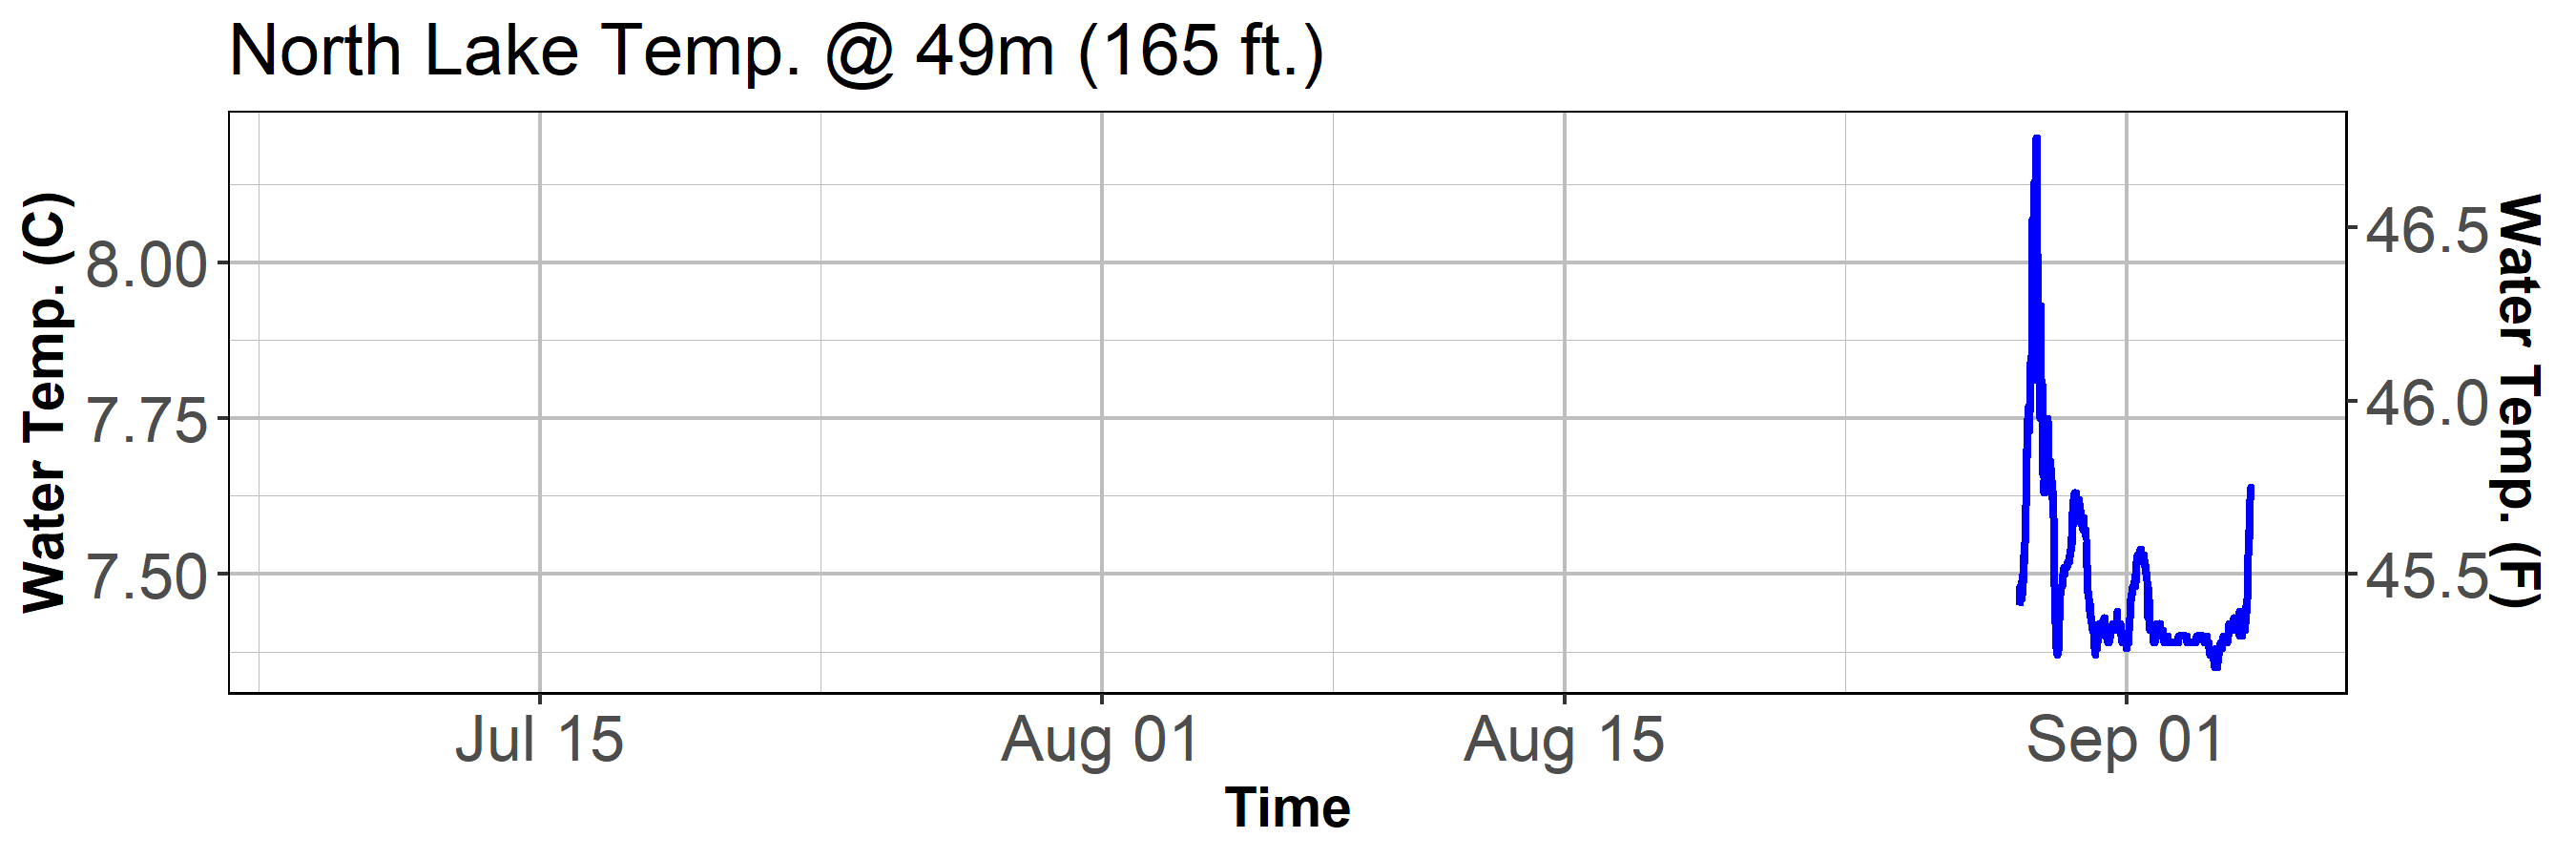 North Lake Temp. @ 49m (165 ft.)
Water Temp. (C)
8.00
7.75
7.50
46.5
46.0
45.5
Water Temp. (F)
Jul 15 Aug 01 Aug 15 Sep 01
Time